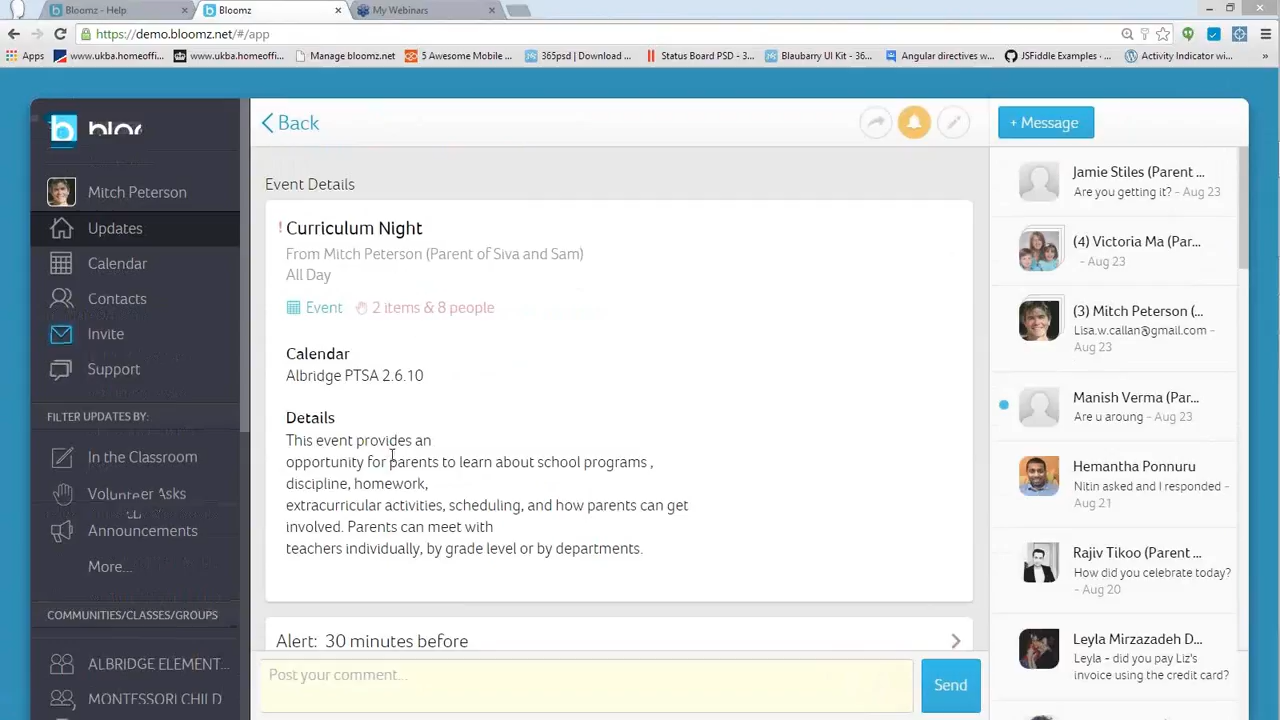 Bloomz - Help
Bloomz
My Webinars
https://demo.bloomz.net/#/app
Apps
www.ukba.homeoffi...
www.ukba.homeoffi...
Manage bloomz.net
5 Awesome Mobile ...
365psd | Download ...
Status Board PSD - 3...
Blaubarry UI Kit - 36...
Angular directives w...
JSFiddle Examples · ...
Activity Indicator wi...
»
Mitch Peterson
Updates
Calendar
Contacts
Invite
Support
FILTER UPDATES BY:
In the Classroom
Volunteer Asks
Announcements
More...
COMMUNITIES/CLASSES/GROUPS
ALBRIDGE ELEMENT...
MONTESSORI CHILD
Back
Event Details
! Curriculum Night
From Mitch Peterson (Parent of Siva and Sam)
All Day
Event 2 items & 8 people
Calendar
Albridge PTSA 2.6.10
Details
This event provides an
opportunity for parents to learn about school programs ,
discipline, homework,
extracurricular activities, scheduling, and how parents can get
involved. Parents can meet with
teachers individually, by grade level or by departments.
Alert: 30 minutes before
Post your comment...
Send
+ Message
Jamie Stiles (Parent ...
Are you getting it? - Aug 23
(4) Victoria Ma (Par...
- Aug 23
(3) Mitch Peterson (...
Lisa.w.callan@gmail.com -
Aug 23
Manish Verma (Par...
Are u aroung - Aug 23
Hemantha Ponnuru
Nitin asked and I responded -
Aug 21
Rajiv Tikoo (Parent ...
How did you celebrate today?
- Aug 20
Leyla Mirzazadeh D...
Leyla - did you pay Liz's
invoice using the credit card?